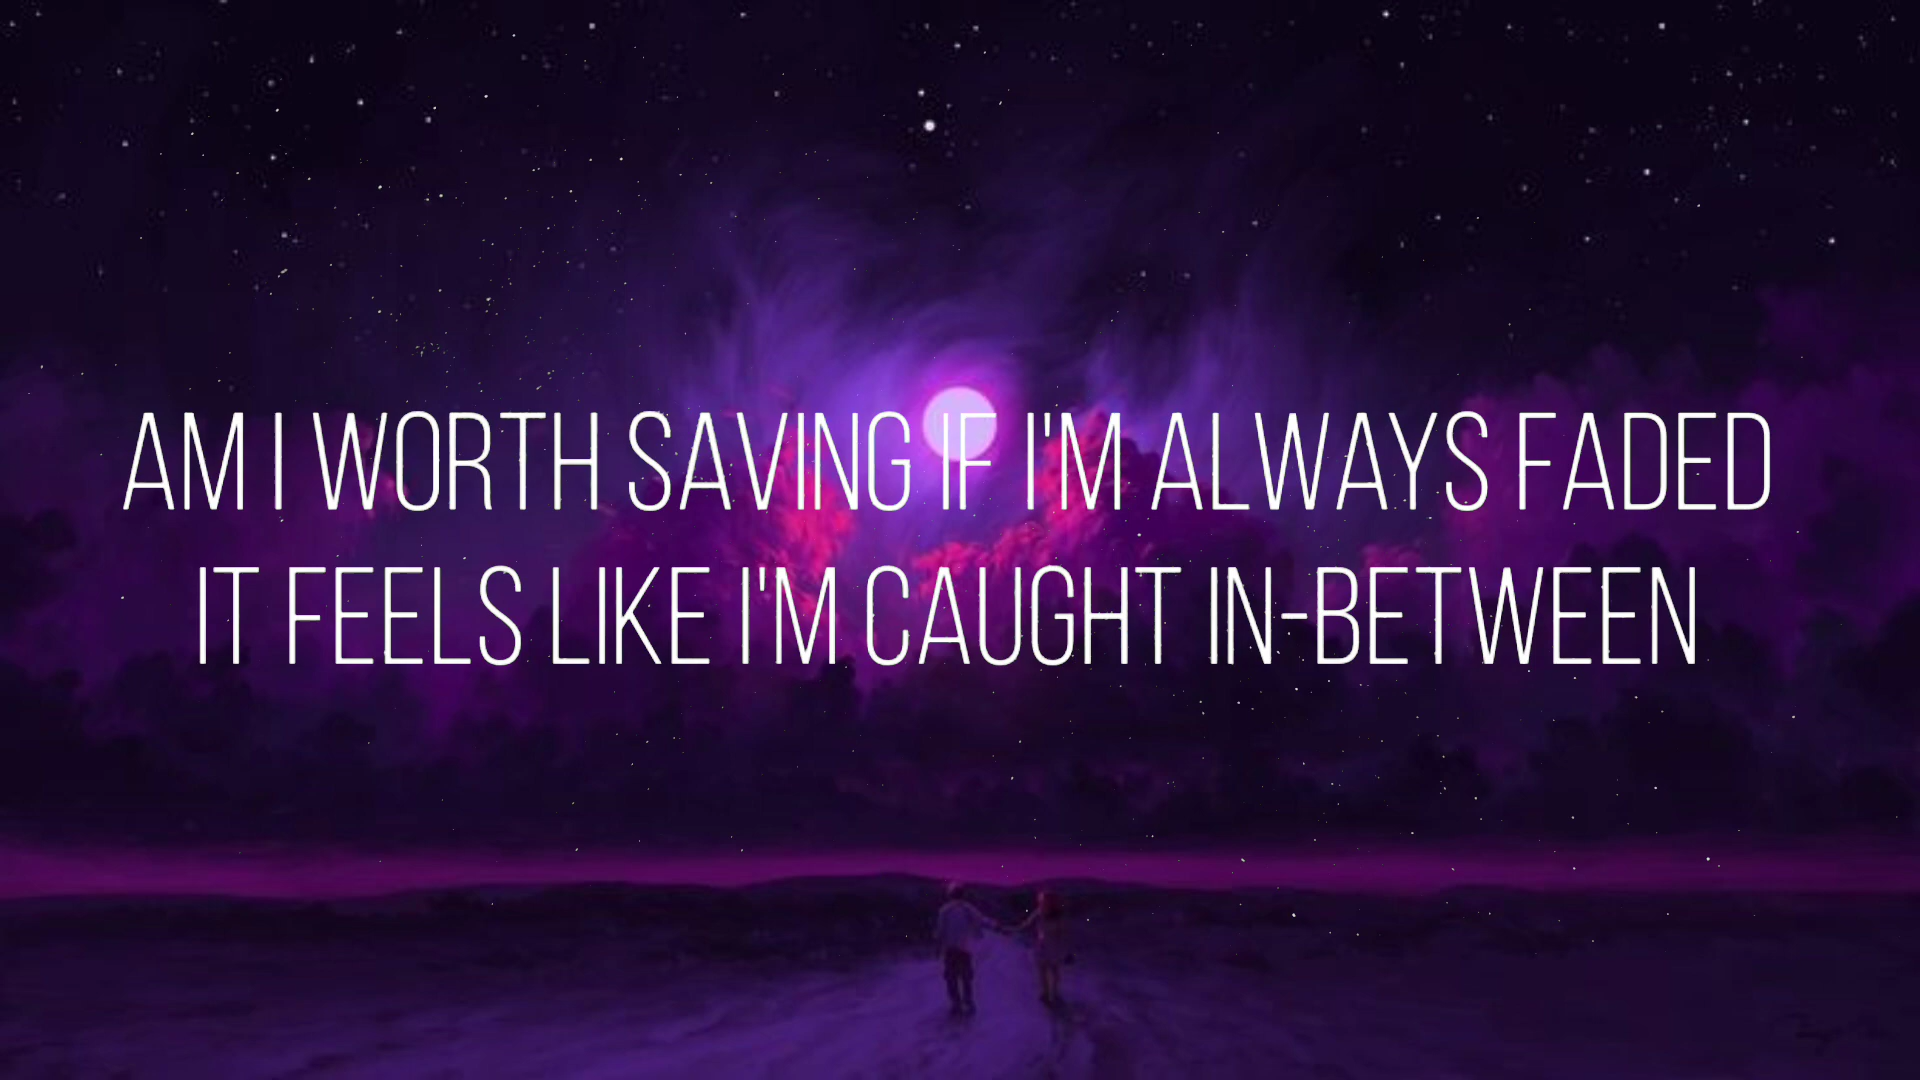 AM I WORTH SAVING IF I'M ALWAYS FADED
IT FEELS LIKE I'M CAUGHT IN-BETWEEN